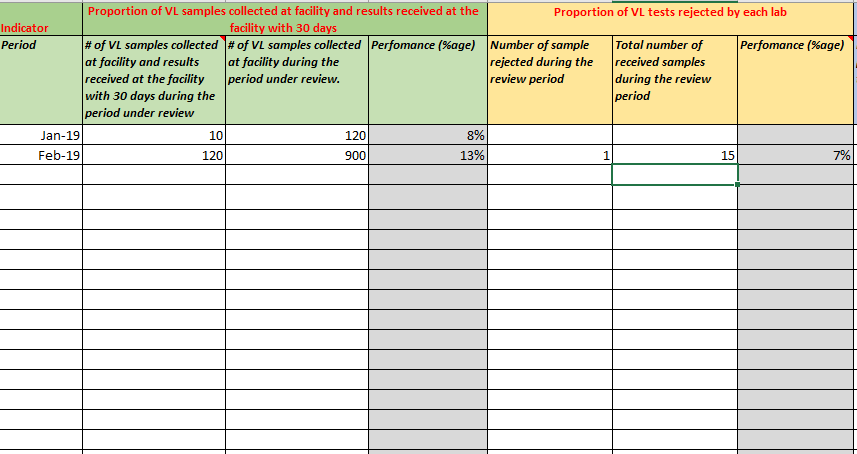 Proportion of VL samples collected at facility and results received at the
facility with 30 days
Proportion of VL tests rejected by each lab
Indicator
Period
# of VL samples collected
at facility and results
received at the facility
with 30 days during the
period under review
# of VL samples collected
at facility during the
period under review.
Perfomance (%age)
Number of sample
rejected during the
review period
Total number of
received samples
during the review
period
Perfomance (%age)
Jan-19 10 120 8%
Feb-19 120 900 13% 1 15 7%